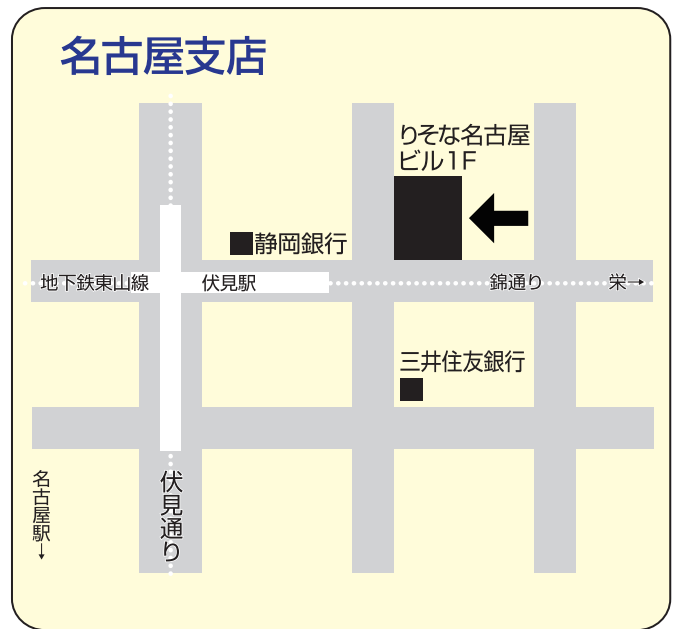 名古屋支店
りそな名古屋
ビル1F
静岡銀行
地下鉄東山線
伏見駅
錦通り
栄→
三井住友銀行
名古屋駅→
伏見通り